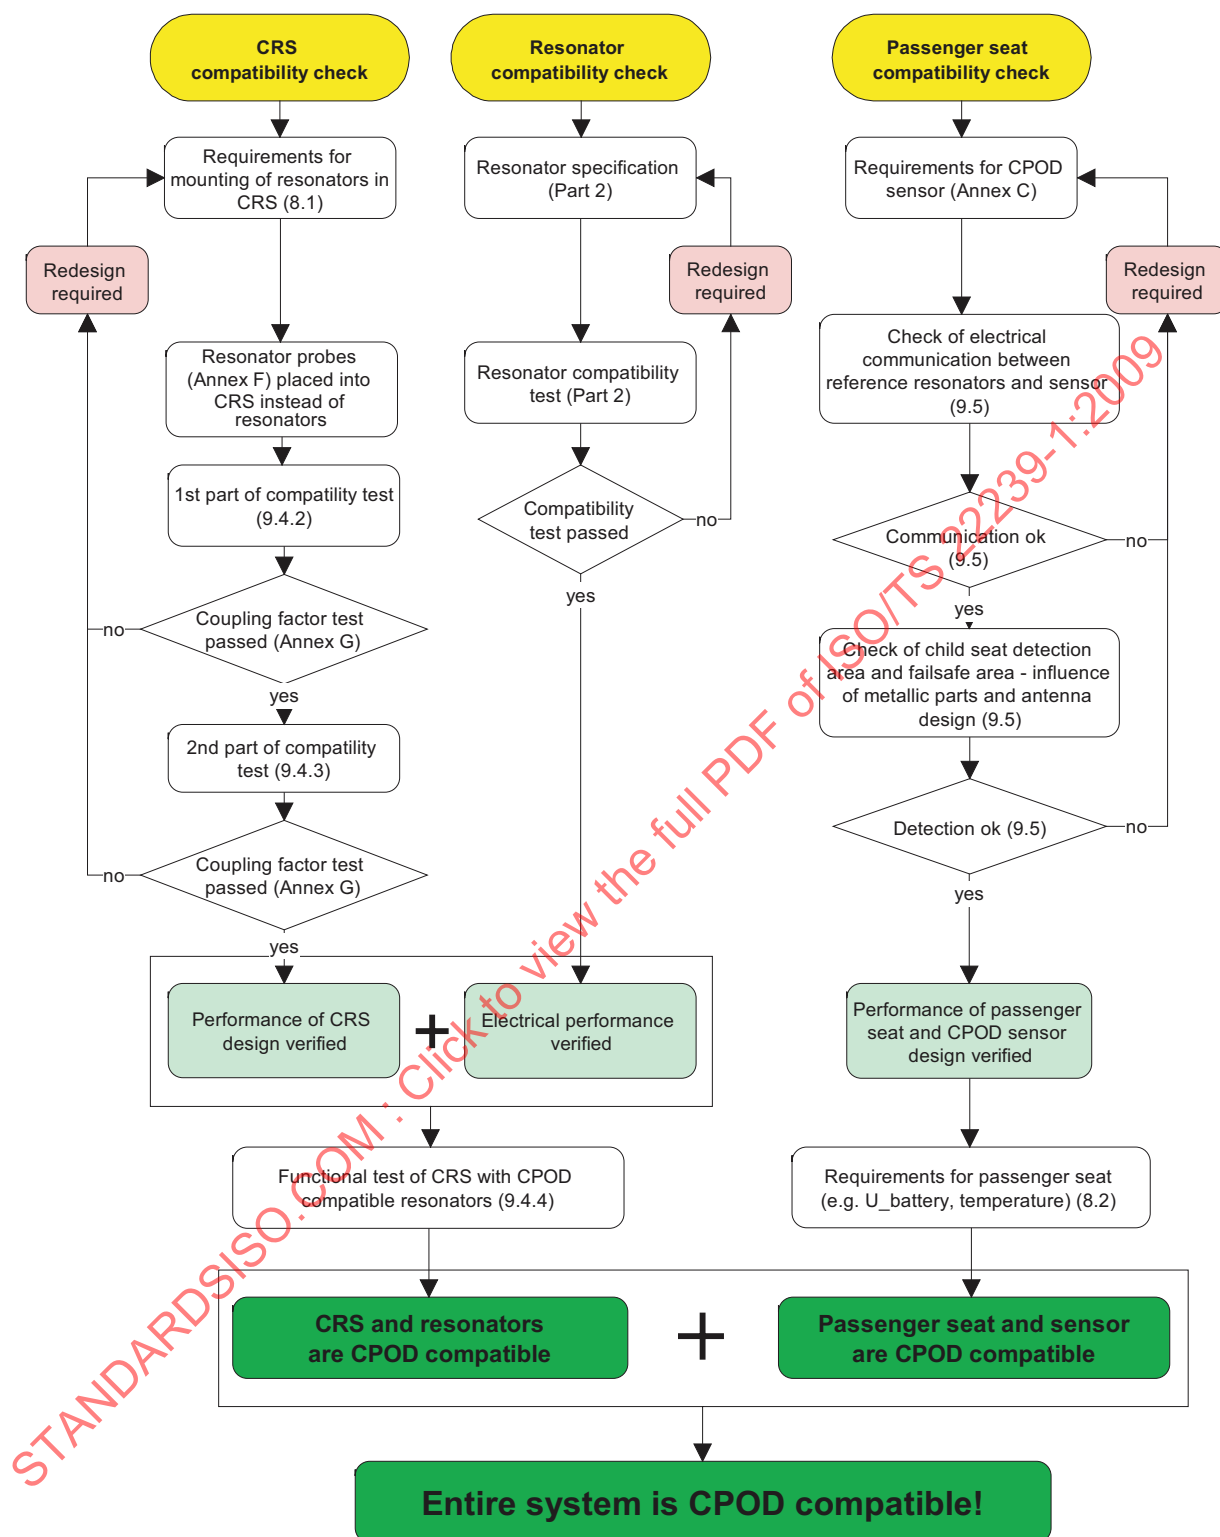 CRS
compatibility check
Resonator
compatibility check
Passenger seat
compatibility check
Requirements for
mounting of resonators in
CRS (8.1)
Resonator specification
(Part 2)
Requirements for CPOD
sensor (Annex C)
Redesign
required
Redesign
required
Redesign
required
Resonator probes
(Annex F) placed into
CRS instead of
resonators
Resonator compatibility
test (Part 2)
Check of electrical
communication between
reference resonators and sensor
(9.5)
1st part of compatility test
(9.4.2)
Compatibility
test passed
no
Communication ok
(9.5)
no
yes
yes
Coupling factor test
passed (Annex G)
no
yes
Check of child seat detection
area and failsafe area - influence
of metallic parts and antenna
design (9.5)
2nd part of compatility
test (9.4.3)
Detection ok (9.5)
no
yes
Coupling factor test
passed (Annex G)
no
yes
Performance of CRS
design verified
+
Electrical performance
verified
Performance of passenger
seat and CPOD sensor
design verified
Functional test of CRS with CPOD
compatible resonators (9.4.4)
Requirements for passenger seat
(e.g. U_battery, temperature) (8.2)
CRS and resonators
are CPOD compatible
+
Passenger seat and sensor
are CPOD compatible
Entire system is CPOD compatible!
STANDARDSISO.COM : Click to view the full PDF of ISO/TS 22239-1:2009